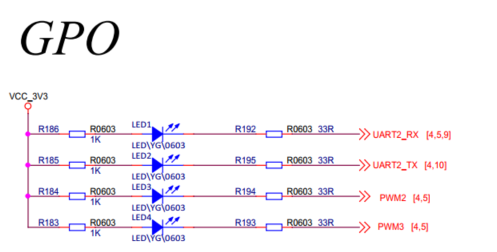 GPO
VCC_3V3
R186 R0603 1K LED1 LED\YG\0603 R192 R0603 33R UART2_RX [4,5,9]
R185 R0603 1K LED2 LED\YG\0603 R195 R0603 33R UART2_TX [4,10]
R184 R0603 1K LED3 LED\YG\0603 R194 R0603 33R PWM2 [4,5]
R183 R0603 1K LED4 LED\YG\0603 R193 R0603 33R PWM3 [4,5]